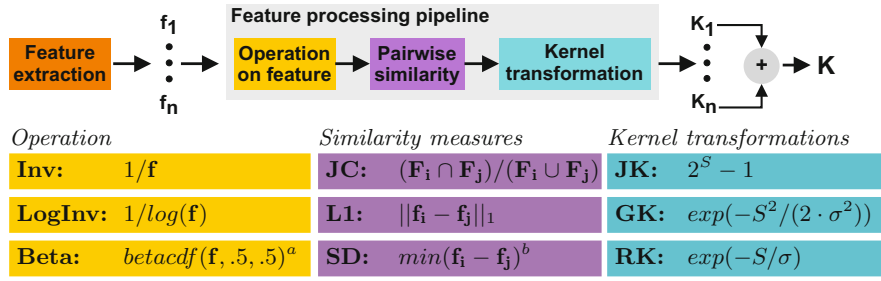 Feature processing pipeline
Feature extraction
f₁
fₙ
Operation on feature
Pairwise similarity
Kernel transformation
K₁
Kₙ
+
K
Operation
Inv: 1/f
LogInv: 1/log(f)
Beta: betacdf(f, .5, .5)ᵃ
Similarity measures
JC: (Fᵢ ∩ Fⱼ)/(Fᵢ ∪ Fⱼ)
L1: ||fᵢ − fⱼ||₁
SD: min(fᵢ − fⱼ)ᵇ
Kernel transformations
JK: 2^S − 1
GK: exp(−S²/(2 · σ²))
RK: exp(−S/σ)